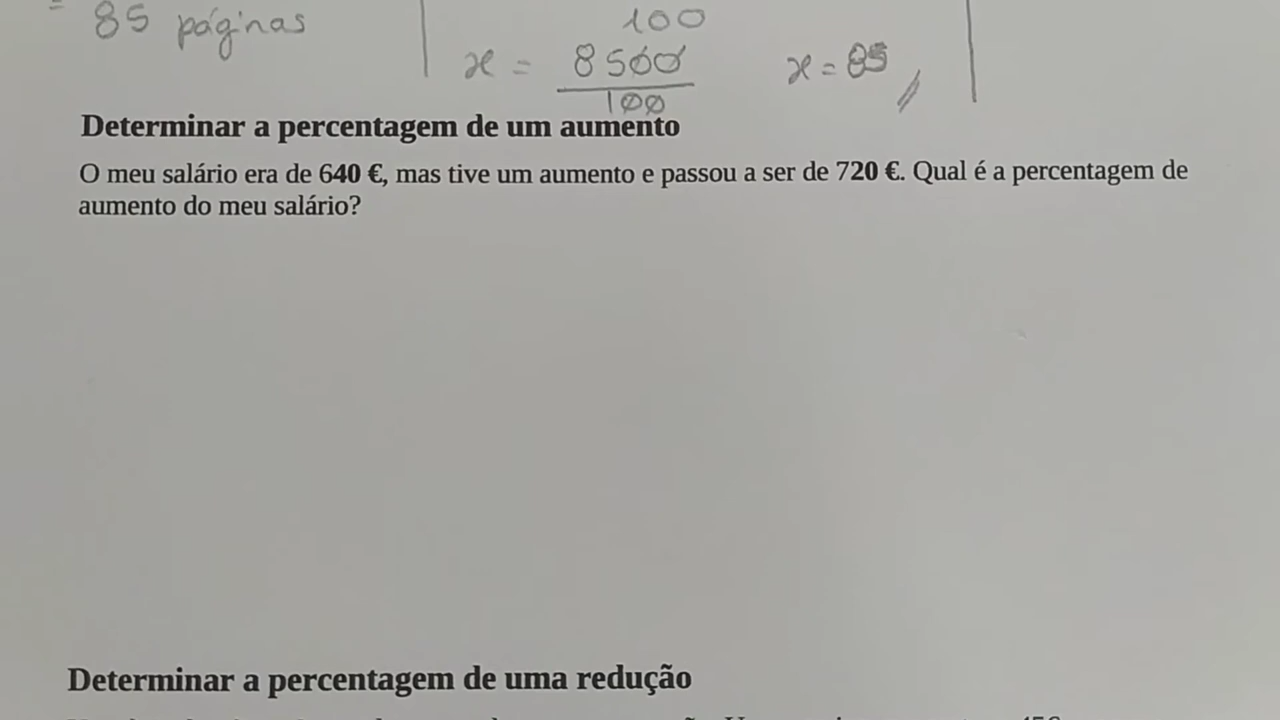 = 85 páginas
100
x = 8500 x = 85
100
Determinar a percentagem de um aumento
O meu salário era de 640 €, mas tive um aumento e passou a ser de 720 €. Qual é a percentagem de
aumento do meu salário?
Determinar a percentagem de uma redução